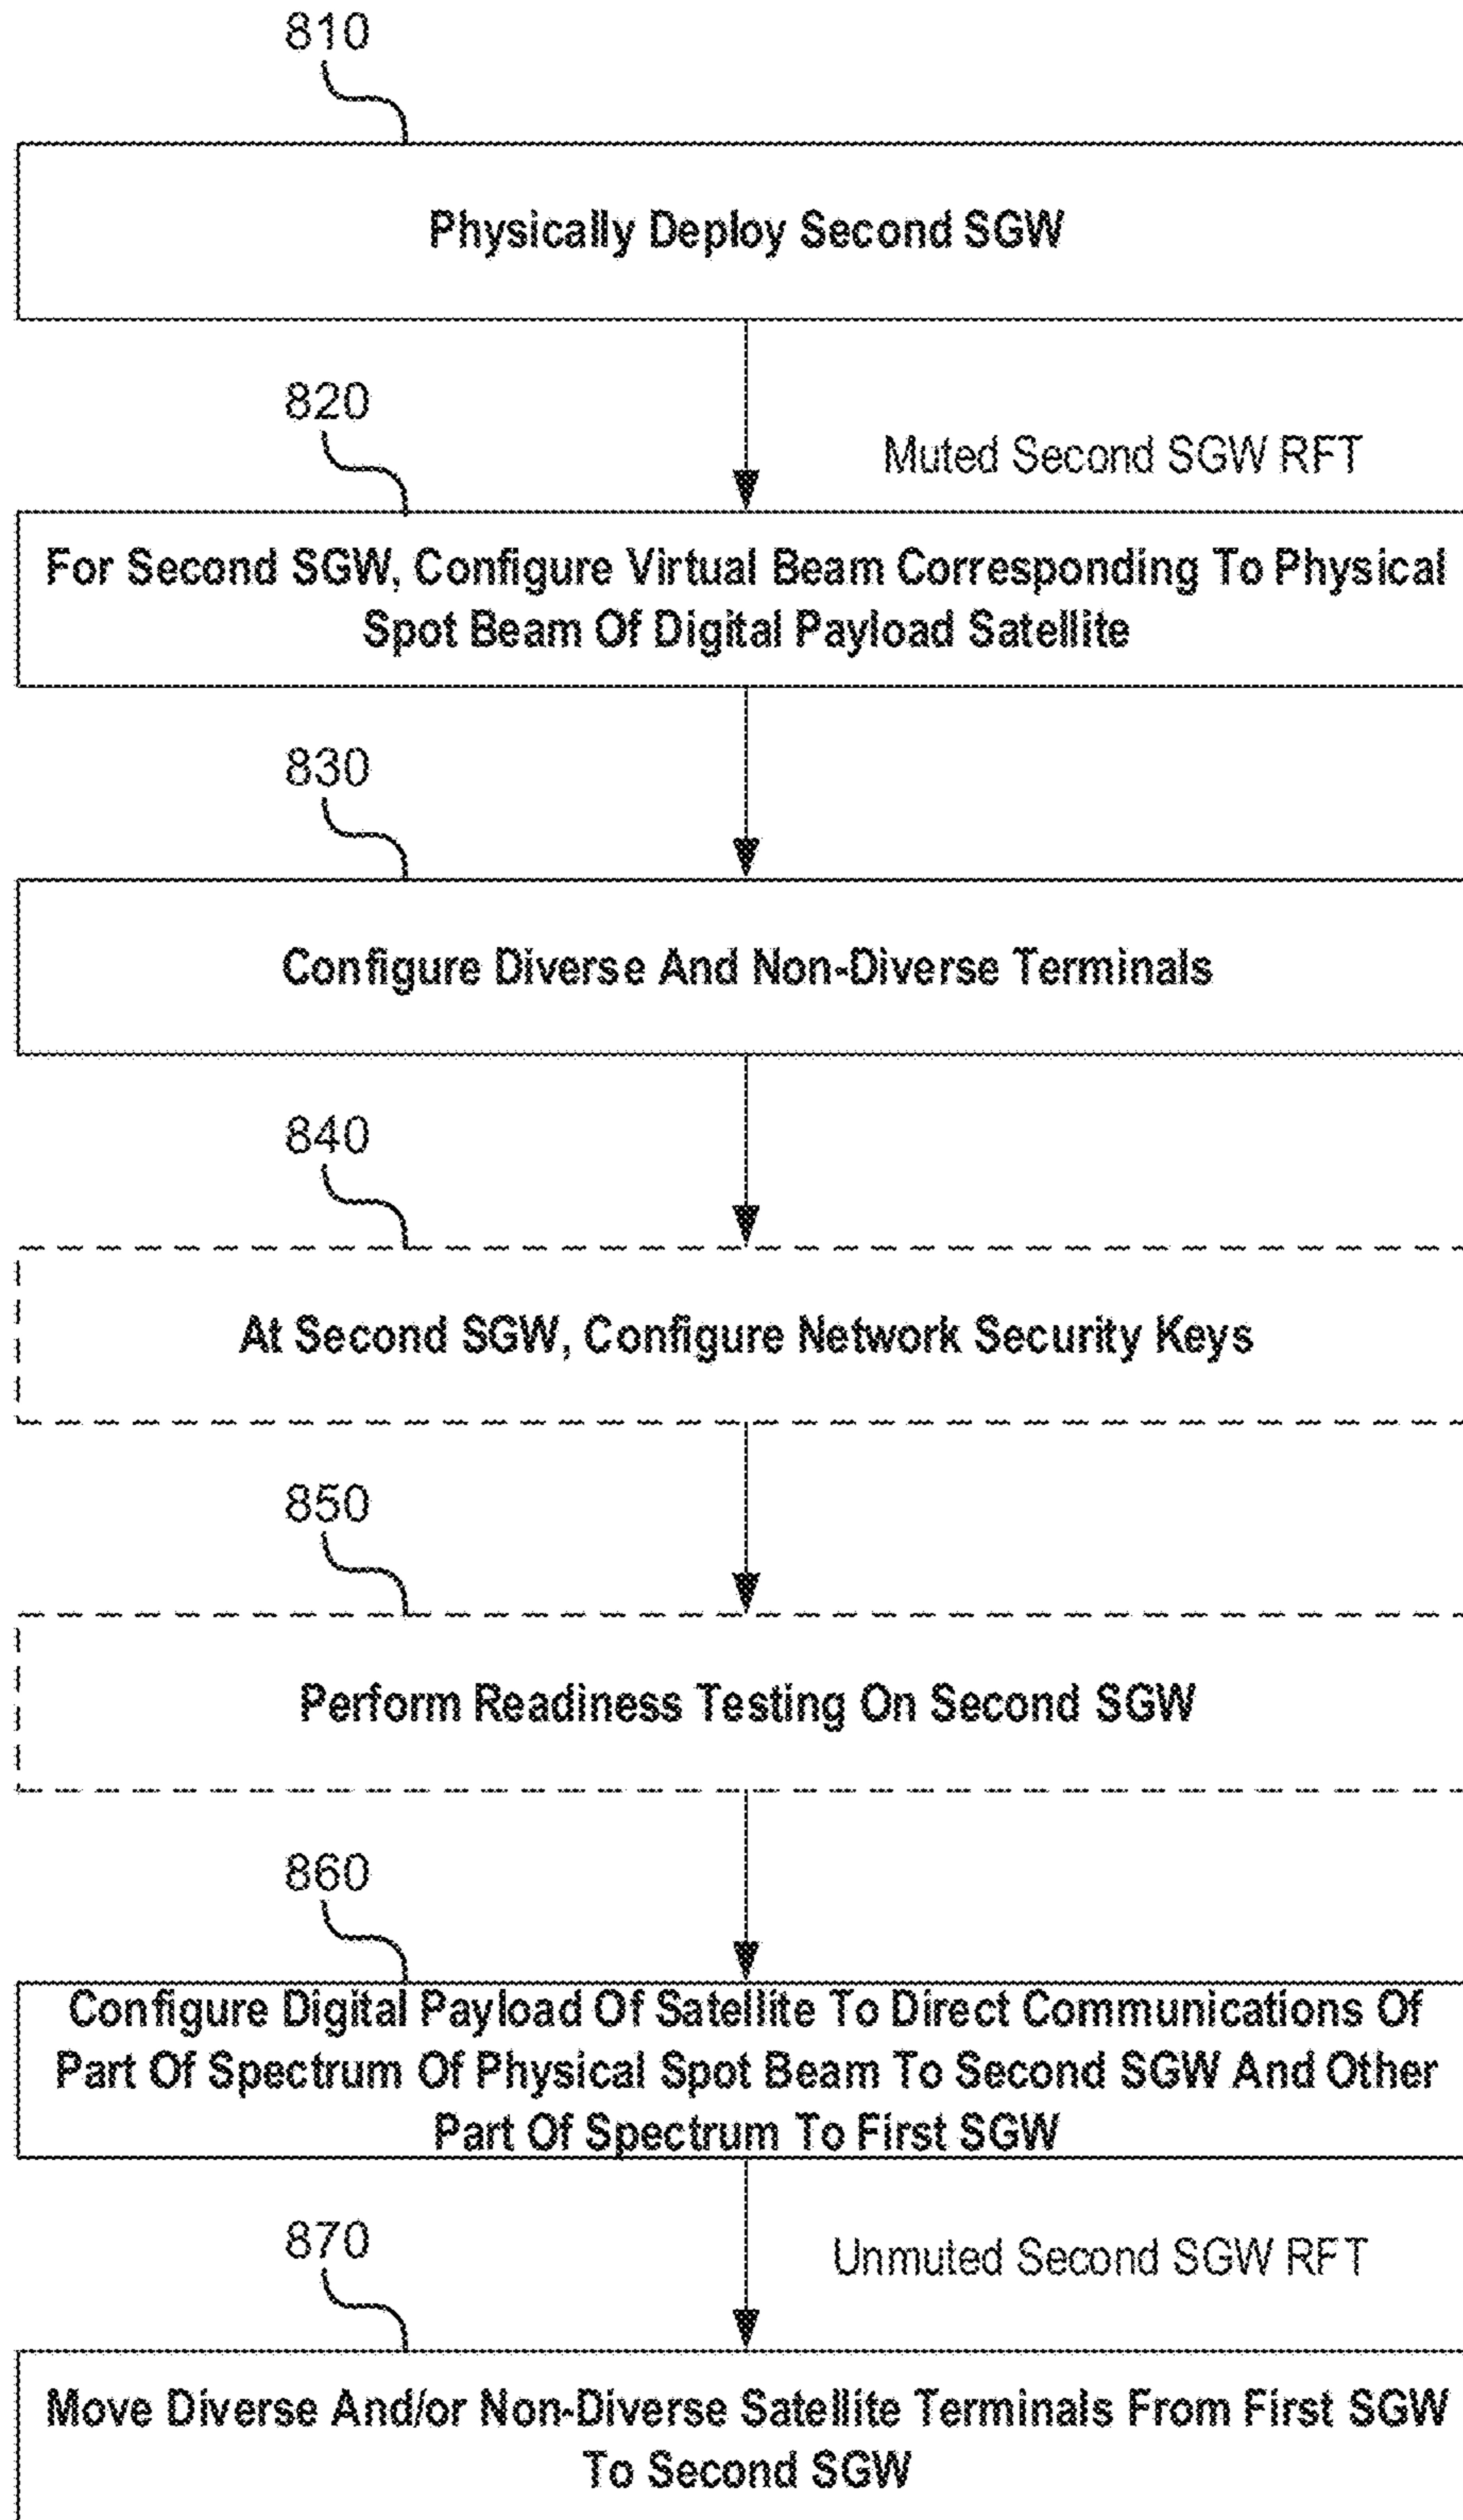 810
Physically Deploy Second SGW
820
Muted Second SGW RFT
For Second SGW, Configure Virtual Beam Corresponding To Physical
Spot Beam Of Digital Payload Satellite
830
Configure Diverse And Non-Diverse Terminals
840
At Second SGW, Configure Network Security Keys
850
Perform Readiness Testing On Second SGW
860
Configure Digital Payload Of Satellite To Direct Communications Of
Part Of Spectrum Of Physical Spot Beam To Second SGW And Other
Part Of Spectrum To First SGW
870
Unmuted Second SGW RFT
Move Diverse And/or Non-Diverse Satellite Terminals From First SGW
To Second SGW